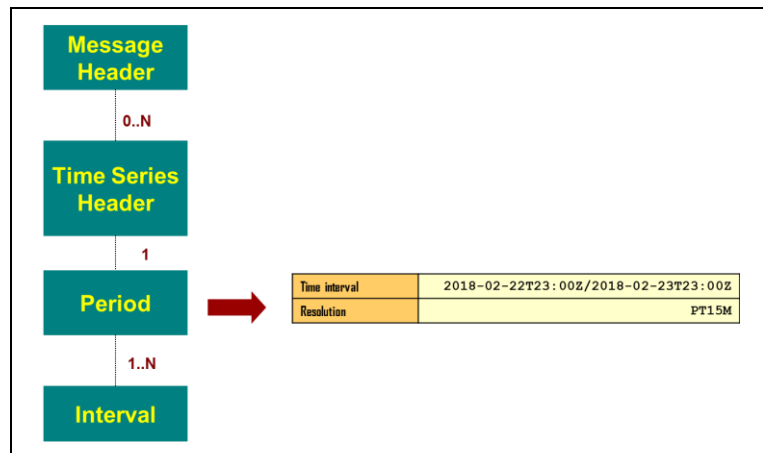 Message
Header
0..N
Time Series
Header
1
Period
Time interval 2018-02-22T23:00Z/2018-02-23T23:00Z
Resolution PT15M
1..N
Interval